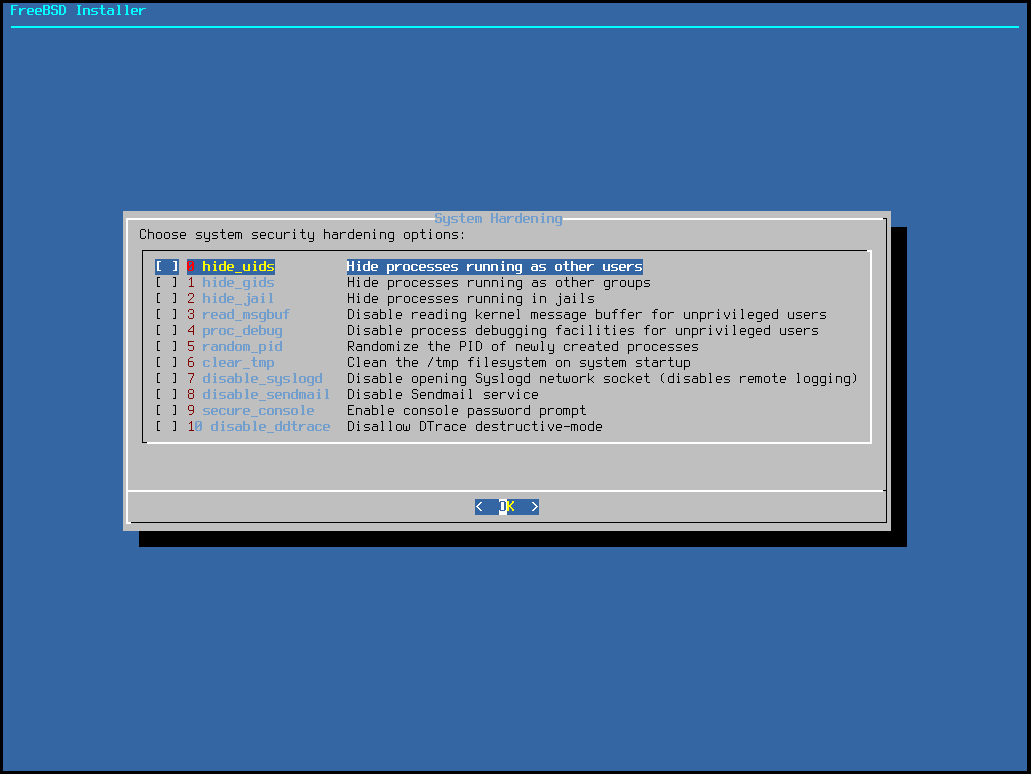 FreeBSD Installer
System Hardening
Choose system security hardening options:
[ ] 0 hide_uids Hide processes running as other users
[ ] 1 hide_gids Hide processes running as other groups
[ ] 2 hide_jail Hide processes running in jails
[ ] 3 read_msgbuf Disable reading kernel message buffer for unprivileged users
[ ] 4 proc_debug Disable process debugging facilities for unprivileged users
[ ] 5 random_pid Randomize the PID of newly created processes
[ ] 6 clear_tmp Clean the /tmp filesystem on system startup
[ ] 7 disable_syslogd Disable opening Syslogd network socket (disables remote logging)
[ ] 8 disable_sendmail Disable Sendmail service
[ ] 9 secure_console Enable console password prompt
[ ] 10 disable_ddtrace Disallow DTrace destructive-mode
< OK >